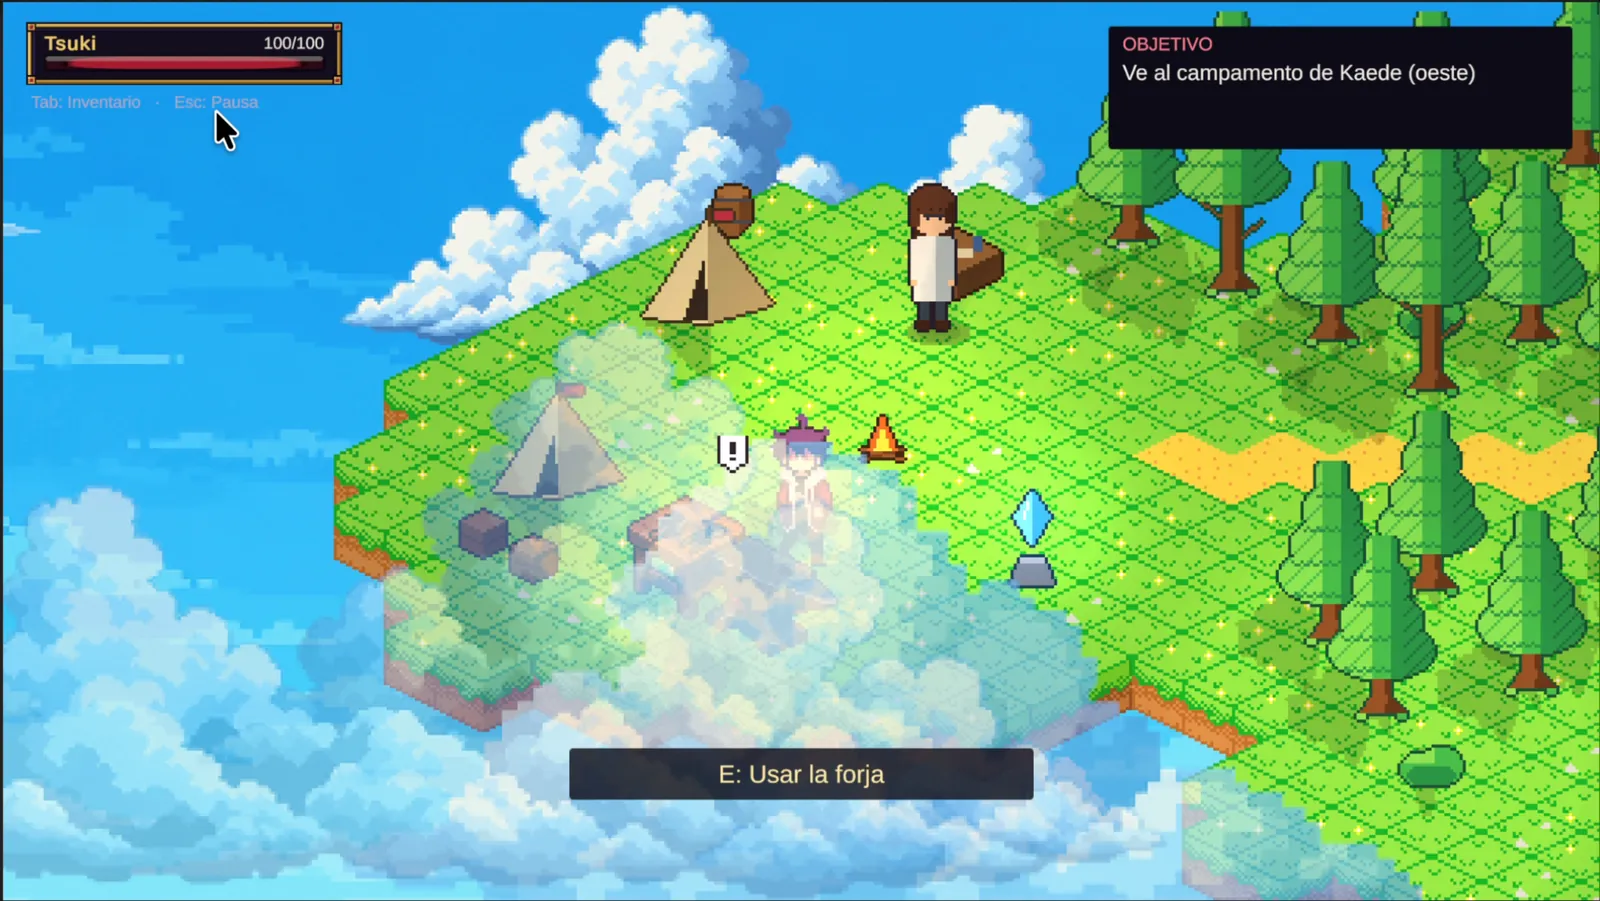 Tsuki 100/100
Tab: Inventario · Esc: Pausa
OBJETIVO
Ve al campamento de Kaede (oeste)
!
E: Usar la forja